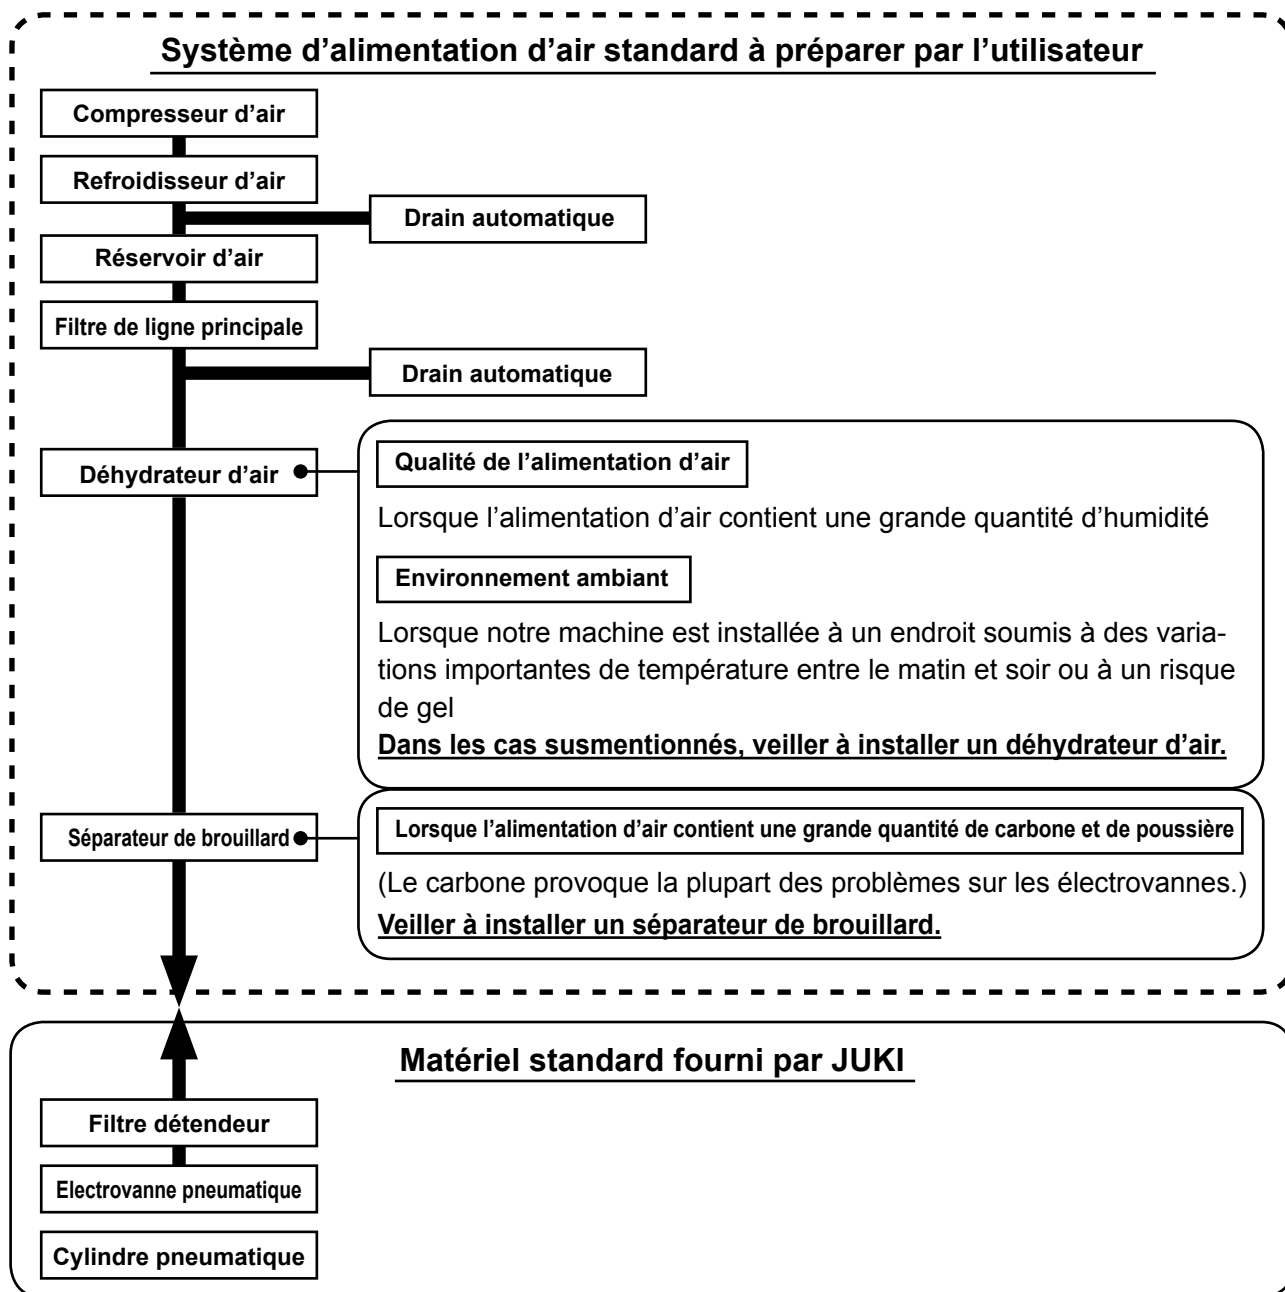 Système d’alimentation d’air standard à préparer par l’utilisateur
Compresseur d’air
Refroidisseur d’air
Drain automatique
Réservoir d’air
Filtre de ligne principale
Drain automatique
Déhydrateur d’air
Qualité de l’alimentation d’air
Lorsque l’alimentation d’air contient une grande quantité d’humidité
Environnement ambiant
Lorsque notre machine est installée à un endroit soumis à des varia-
tions importantes de température entre le matin et soir ou à un risque
de gel
Dans les cas susmentionnés, veiller à installer un déhydrateur d’air.
Séparateur de brouillard
Lorsque l’alimentation d’air contient une grande quantité de carbone et de poussière
(Le carbone provoque la plupart des problèmes sur les électrovannes.)
Veiller à installer un séparateur de brouillard.
Matériel standard fourni par JUKI
Filtre détendeur
Electrovanne pneumatique
Cylindre pneumatique